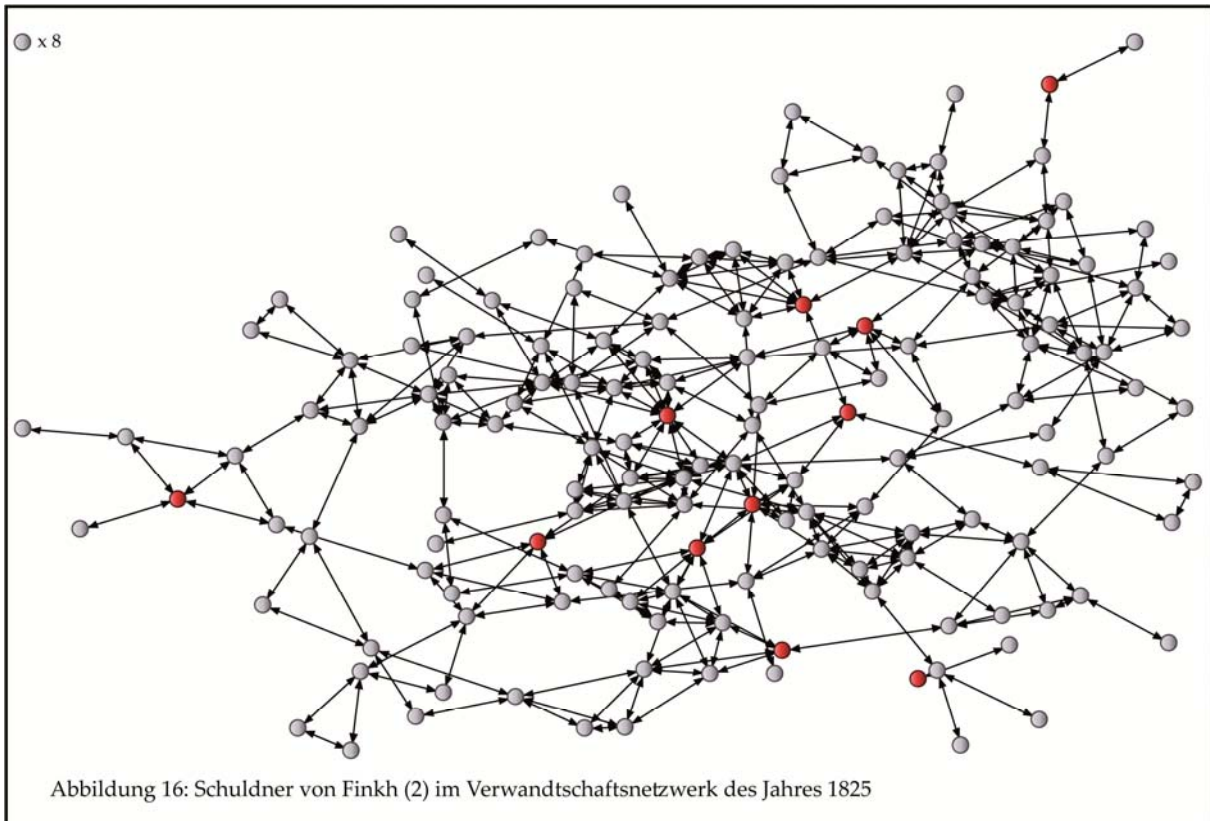 x 8
Abbildung 16: Schuldner von Finkh (2) im Verwandtschaftsnetzwerk des Jahres 1825